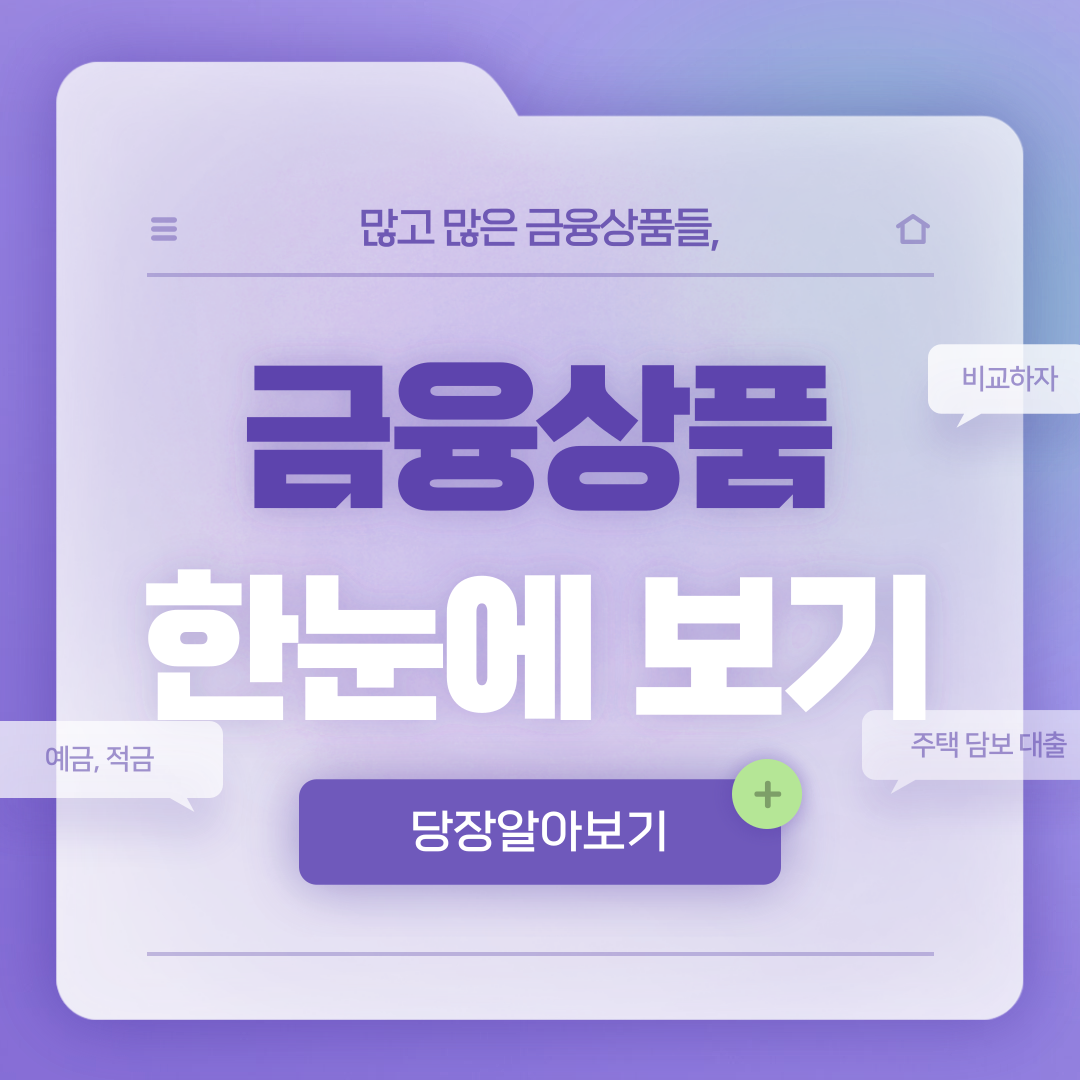 많고 많은 금융상품들,
금융상품
비교하자
한눈에 보기
예금, 적금
주택 담보 대출
당장알아보기